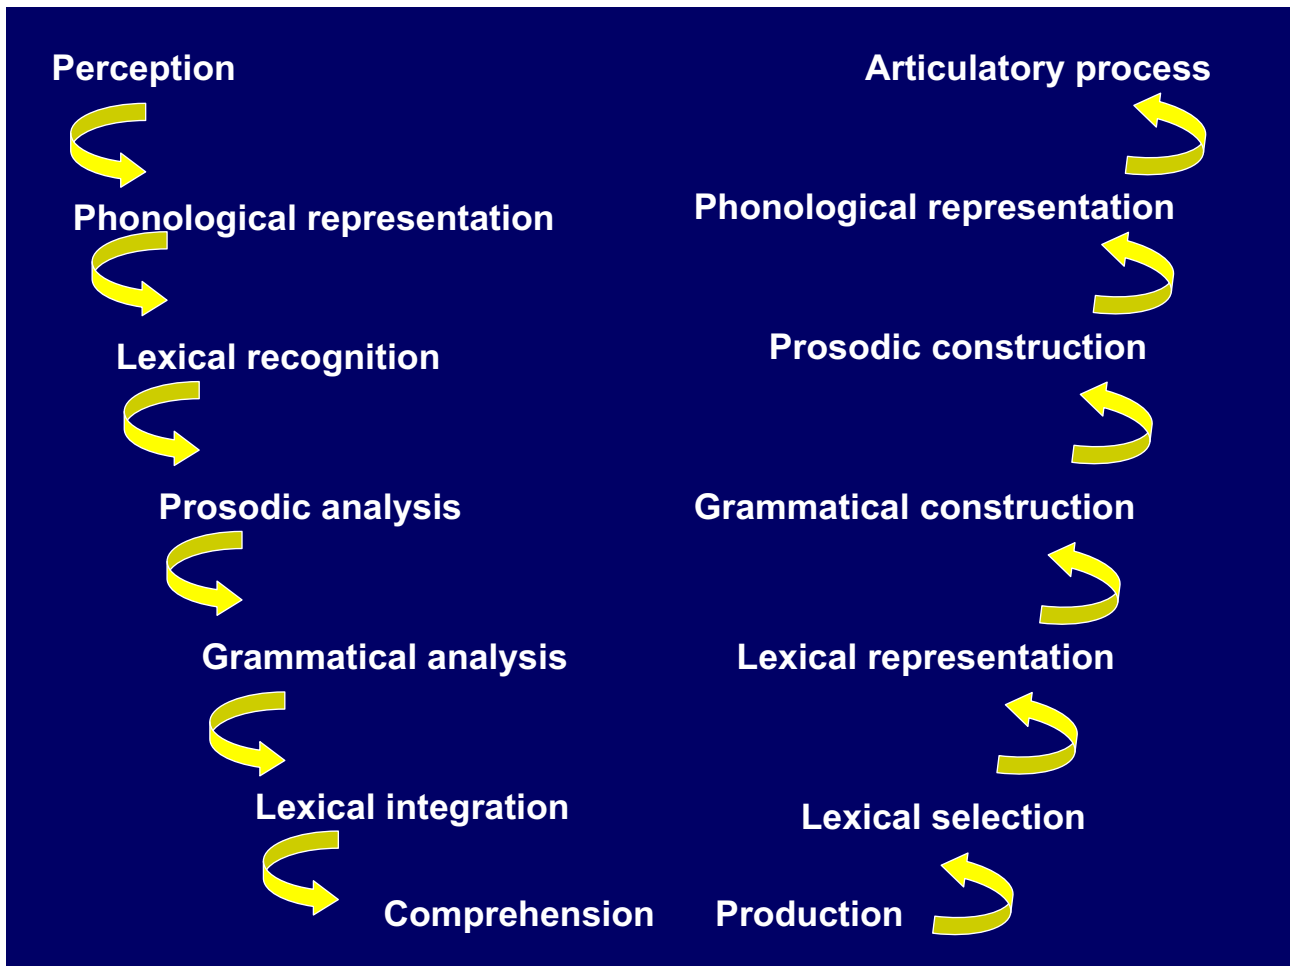 Perception
Phonological representation
Lexical recognition
Prosodic analysis
Grammatical analysis
Lexical integration
Comprehension
Articulatory process
Phonological representation
Prosodic construction
Grammatical construction
Lexical representation
Lexical selection
Production